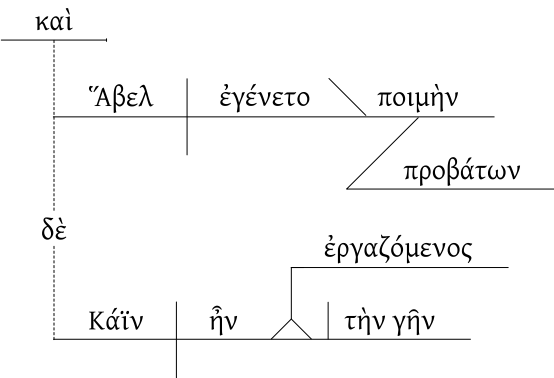 καὶ
Ἅβελ ἐγένετο ποιμὴν
προβάτων
δὲ
ἐργαζόμενος
Κάϊν ἦν τὴν γῆν